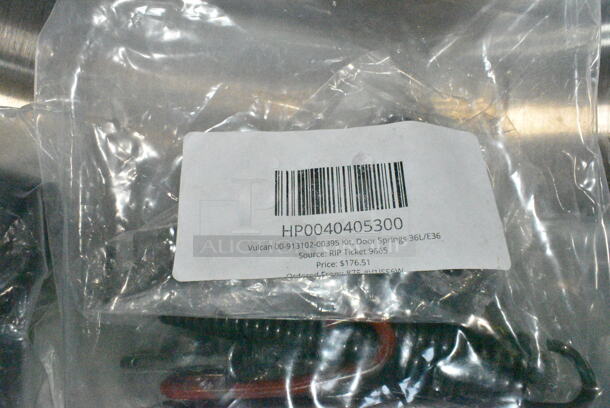 HP0040405300
Vulcan 00-913102-00395 Kit, Door Springs 36L/E36
Source: RIP Ticket 9665
Price: $176.51